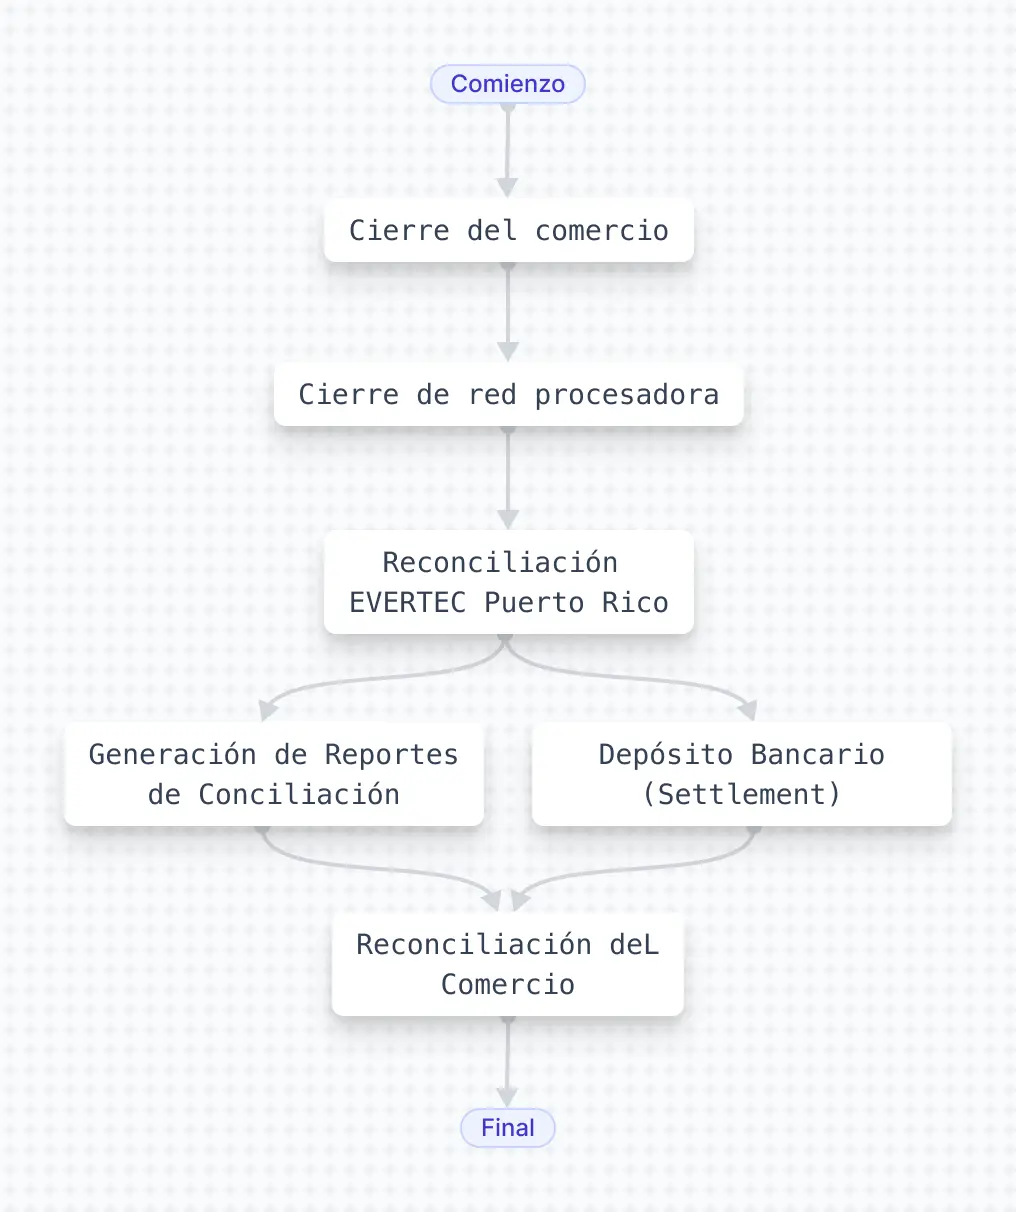 Comienzo
Cierre del comercio
Cierre de red procesadora
Reconciliación
EVERTEC Puerto Rico
Generación de Reportes
de Conciliación
Depósito Bancario
(Settlement)
Reconciliación deL
Comercio
Final